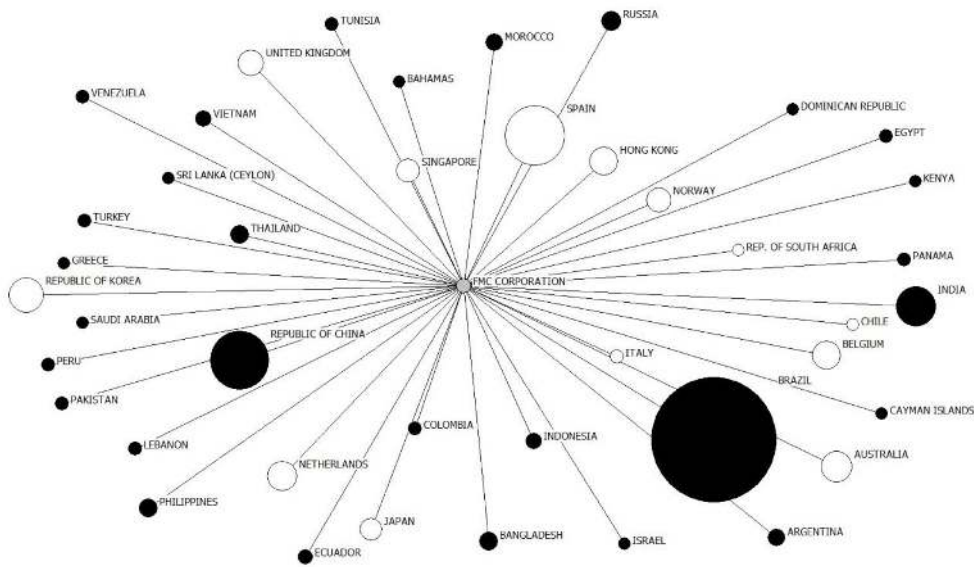 TUNISIA
RUSSIA
MOROCCO
UNITED KINGDOM
BAHAMAS
VENEZUELA
VIETNAM
SPAIN
DOMINICAN REPUBLIC
EGYPT
SINGAPORE
HONG KONG
SRI LANKA (CEYLON)
KENYA
NORWAY
TURKEY
THAILAND
REP. OF SOUTH AFRICA
PANAMA
GREECE
REPUBLIC OF KOREA
FMC CORPORATION
INDIA
SAUDI ARABIA
REPUBLIC OF CHINA
CHILE
BELGIUM
ITALY
PERU
BRAZIL
PAKISTAN
CAYMAN ISLANDS
COLOMBIA
INDONESIA
LEBANON
NETHERLANDS
AUSTRALIA
PHILIPPINES
JAPAN
BANGLADESH
ISRAEL
ARGENTINA
ECUADOR